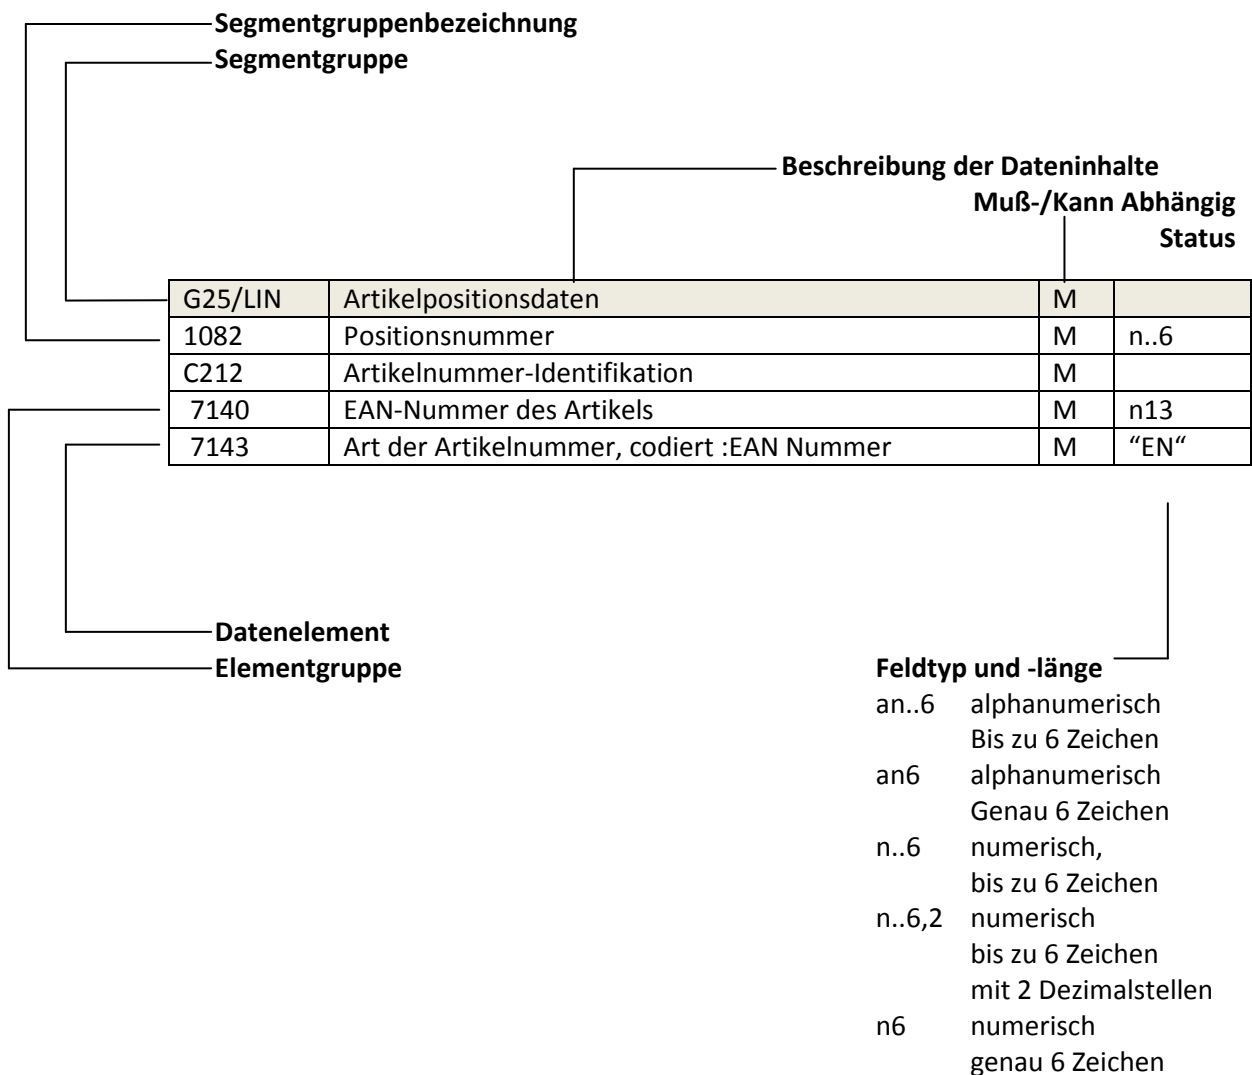 Segmentgruppenbezeichnung
Segmentgruppe
Beschreibung der Dateninhalte
Muß-/Kann Abhängig
Status
G25/LIN Artikelpositionsdaten M
1082 Positionsnummer M n..6
C212 Artikelnummer-Identifikation M
7140 EAN-Nummer des Artikels M n13
7143 Art der Artikelnummer, codiert :EAN Nummer M “EN“
Datenelement
Elementgruppe
Feldtyp und -länge
an..6 alphanumerisch
Bis zu 6 Zeichen
an6 alphanumerisch
Genau 6 Zeichen
n..6 numerisch,
bis zu 6 Zeichen
n..6,2 numerisch
bis zu 6 Zeichen
mit 2 Dezimalstellen
n6 numerisch
genau 6 Zeichen